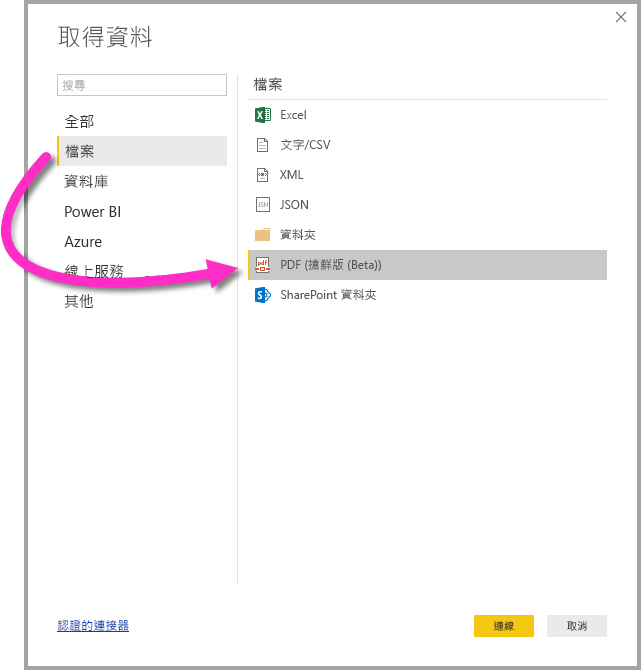 取得資料
搜尋
全部
檔案
資料庫
Power BI
Azure
線上服務
其他
檔案
Excel
文字/CSV
XML
JSON
資料夾
PDF (搶鮮版 (Beta))
SharePoint 資料夾
認證的連接器
連線
取消